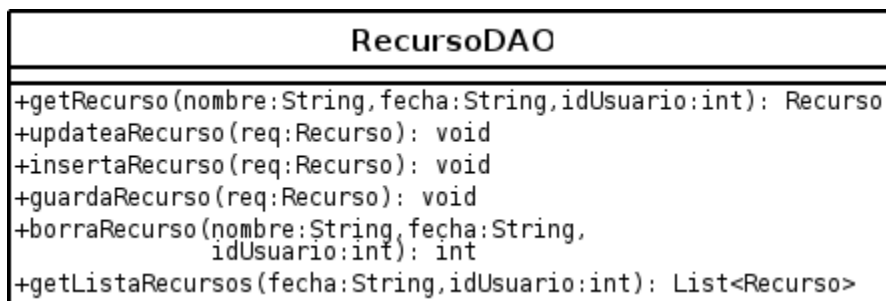 RecursoDAO
+getRecurso(nombre:String,fecha:String,idUsuario:int): Recurso
+updateaRecurso(req:Recurso): void
+insertaRecurso(req:Recurso): void
+guardaRecurso(req:Recurso): void
+borraRecurso(nombre:String,fecha:String,
idUsuario:int): int
+getListaRecursos(fecha:String,idUsuario:int): List<Recurso>